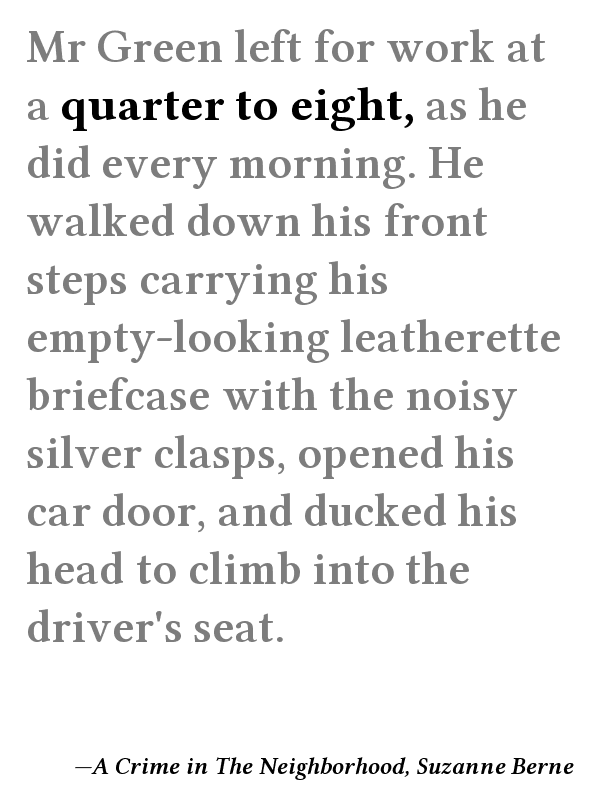 Mr Green left for work at
a quarter to eight, as he
did every morning. He
walked down his front
steps carrying his
empty-looking leatherette
briefcase with the noisy
silver clasps, opened his
car door, and ducked his
head to climb into the
driver's seat.
—A Crime in The Neighborhood, Suzanne Berne